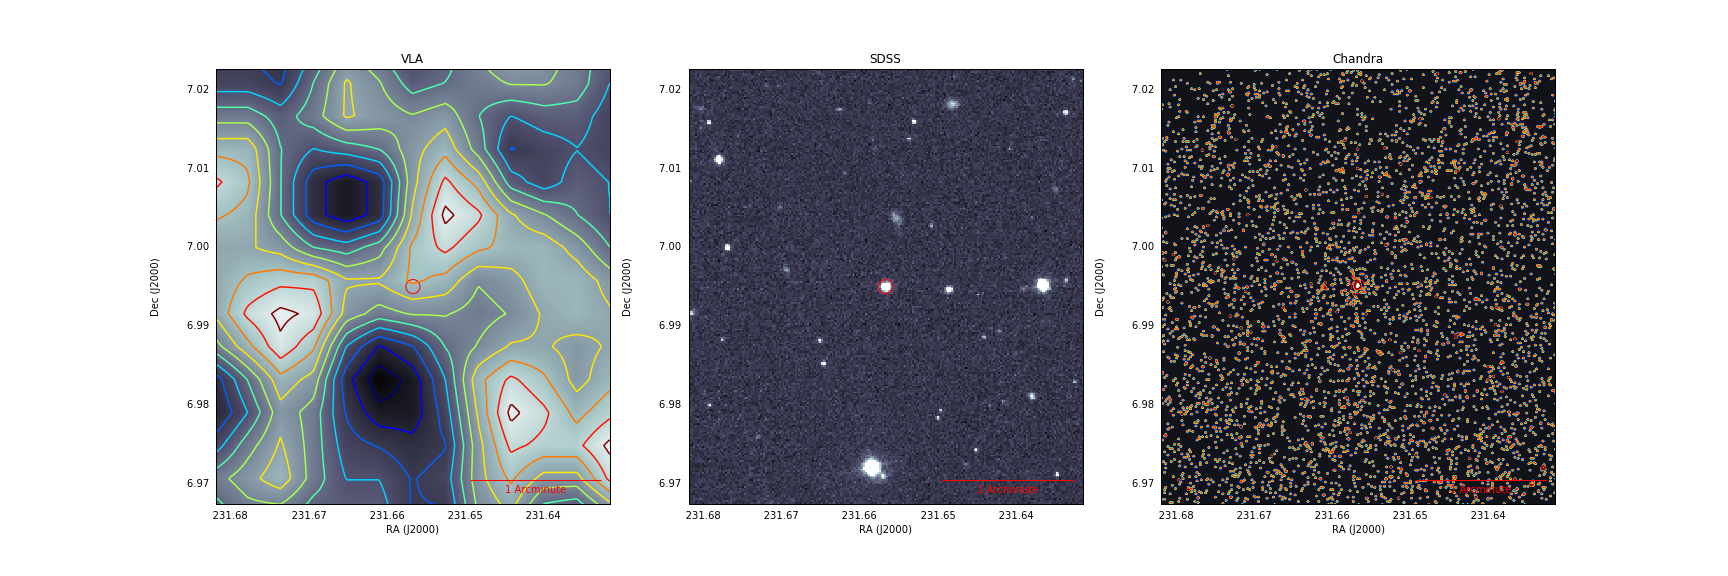 VLA
SDSS
Chandra
7.02
7.01
7.00
6.99
6.98
6.97
Dec (J2000)
231.68 231.67 231.66 231.65 231.64
RA (J2000)
1 Arcminute
7.02
7.01
7.00
6.99
6.98
6.97
Dec (J2000)
231.68 231.67 231.66 231.65 231.64
RA (J2000)
1 Arcminute
7.02
7.01
7.00
6.99
6.98
6.97
Dec (J2000)
231.68 231.67 231.66 231.65 231.64
RA (J2000)
1 Arcminute